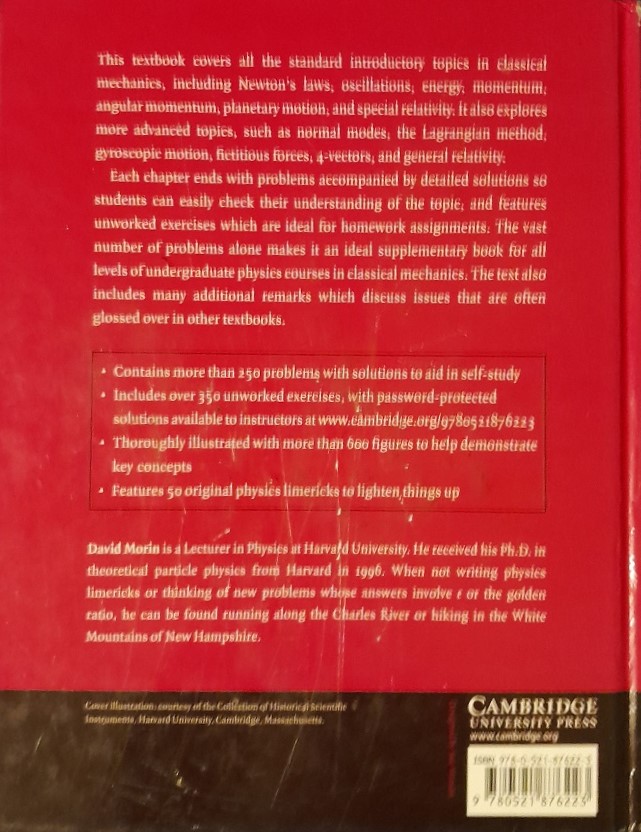 This textbook covers all the standard introductory topics in classical
mechanics, including Newton's laws, oscillations, energy, momentum,
angular momentum, planetary motion, and special relativity. It also explores
more advanced topics, such as normal modes, the Lagrangian method,
gyroscopic motion, fictitious forces, 4-vectors, and general relativity.
Each chapter ends with problems accompanied by detailed solutions so
students can easily check their understanding of the topic, and features
unworked exercises which are ideal for homework assignments. The vast
number of problems alone makes it an ideal supplementary book for all
levels of undergraduate physics courses in classical mechanics. The text also
includes many additional remarks which discuss issues that are often
glossed over in other textbooks.
• Contains more than 250 problems with solutions to aid in self-study
• Includes over 350 unworked exercises, with password-protected
solutions available to instructors at www.cambridge.org/9780521876223
• Thoroughly illustrated with more than 600 figures to help demonstrate
key concepts
• Features 50 original physics limericks to lighten things up
David Morin is a Lecturer in Physics at Harvard University. He received his Ph.D. in
theoretical particle physics from Harvard in 1996. When not writing physics
limericks or thinking of new problems whose answers involve e or the golden
ratio, he can be found running along the Charles River or hiking in the White
Mountains of New Hampshire.
Cover illustration: courtesy of the Collection of Historical Scientific
Instruments, Harvard University, Cambridge, Massachusetts.
CAMBRIDGE
UNIVERSITY PRESS
www.cambridge.org
ISBN 978-0-521-87622-3
9 780521 876223